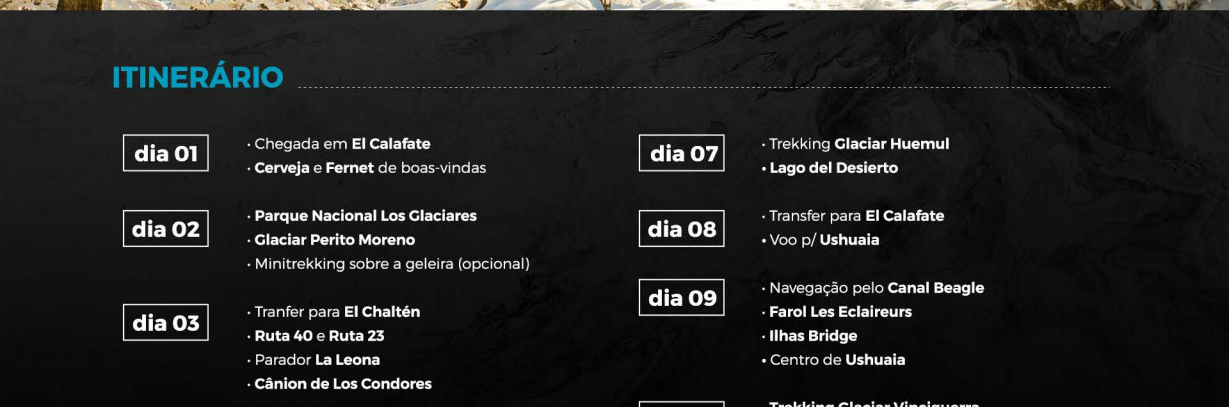 ITINERÁRIO
dia 01
· Chegada em El Calafate
· Cerveja e Fernet de boas-vindas
dia 02
· Parque Nacional Los Glaciares
· Glaciar Perito Moreno
· Minitrekking sobre a geleira (opcional)
dia 03
· Tranfer para El Chaltén
· Ruta 40 e Ruta 23
· Parador La Leona
· Cânion de Los Condores
dia 07
· Trekking Glaciar Huemul
• Lago del Desierto
dia 08
· Transfer para El Calafate
• Voo p/ Ushuaia
dia 09
· Navegação pelo Canal Beagle
· Farol Les Eclaireurs
· Ilhas Bridge
• Centro de Ushuaia
· Trekking Glaciar Vinciguerra